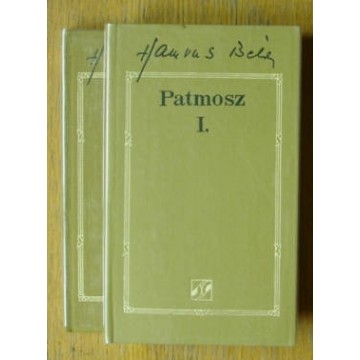 Hamvas Béla
Patmosz
I.